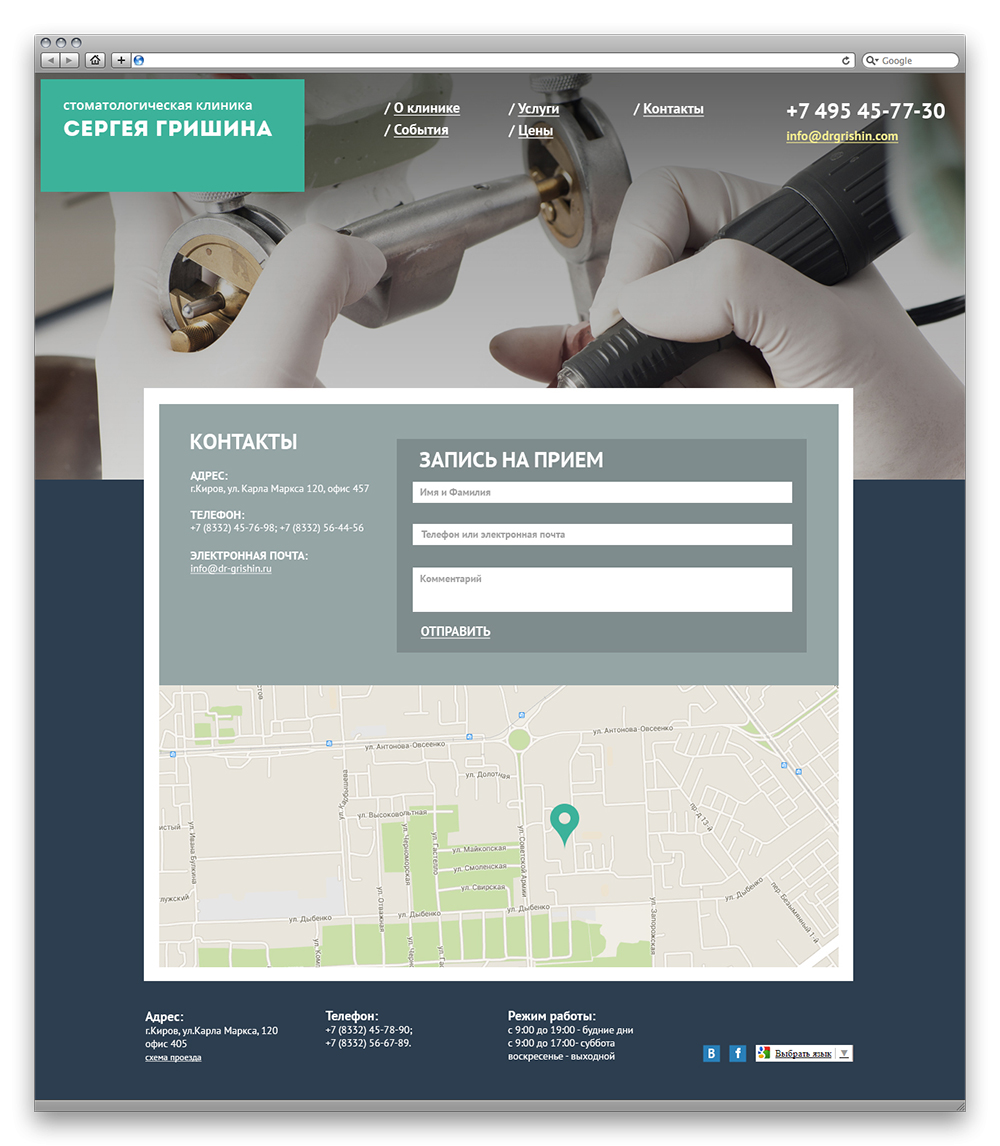 Google
стоматологическая клиника
СЕРГЕЯ ГРИШИНА
/ О клинике
/ События
/ Услуги
/ Цены
/ Контакты
+7 495 45-77-30
info@drgrishin.com
КОНТАКТЫ
АДРЕС:
г.Киров, ул. Карла Маркса 120, офис 457
ТЕЛЕФОН:
+7 (8332) 45-76-98; +7 (8332) 56-44-56
ЭЛЕКТРОННАЯ ПОЧТА:
info@dr-grishin.ru
ЗАПИСЬ НА ПРИЕМ
Имя и Фамилия
Телефон или электронная почта
Комментарий
ОТПРАВИТЬ
ул. Антонова-Овсеенко
ул. Антонова-Овсеенко
ул. Долотная
ул. Карбышева
ул. Высоковольтная
пр-д 13-й
истый
ул. Ивана Булкина
ул. Черноморская
ул. Гастелло
ул. Майкопская
ул. Смоленская
ул. Свирская
ул. Советской Армии
ул. Отважная
лужский
ул. Дыбенко
ул. Дыбенко
ул. Дыбенко
ул. Дыбенко
пер. Безымянный 1-й
ул. Запорожская
Адрес:
г.Киров, ул.Карла Маркса, 120
офис 405
схема проезда
Телефон:
+7 (8332) 45-78-90;
+7 (8332) 56-67-89.
Режим работы:
с 9:00 до 19:00 - будние дни
с 9:00 до 17:00- суббота
воскресенье - выходной
B
f
Выбрать язык